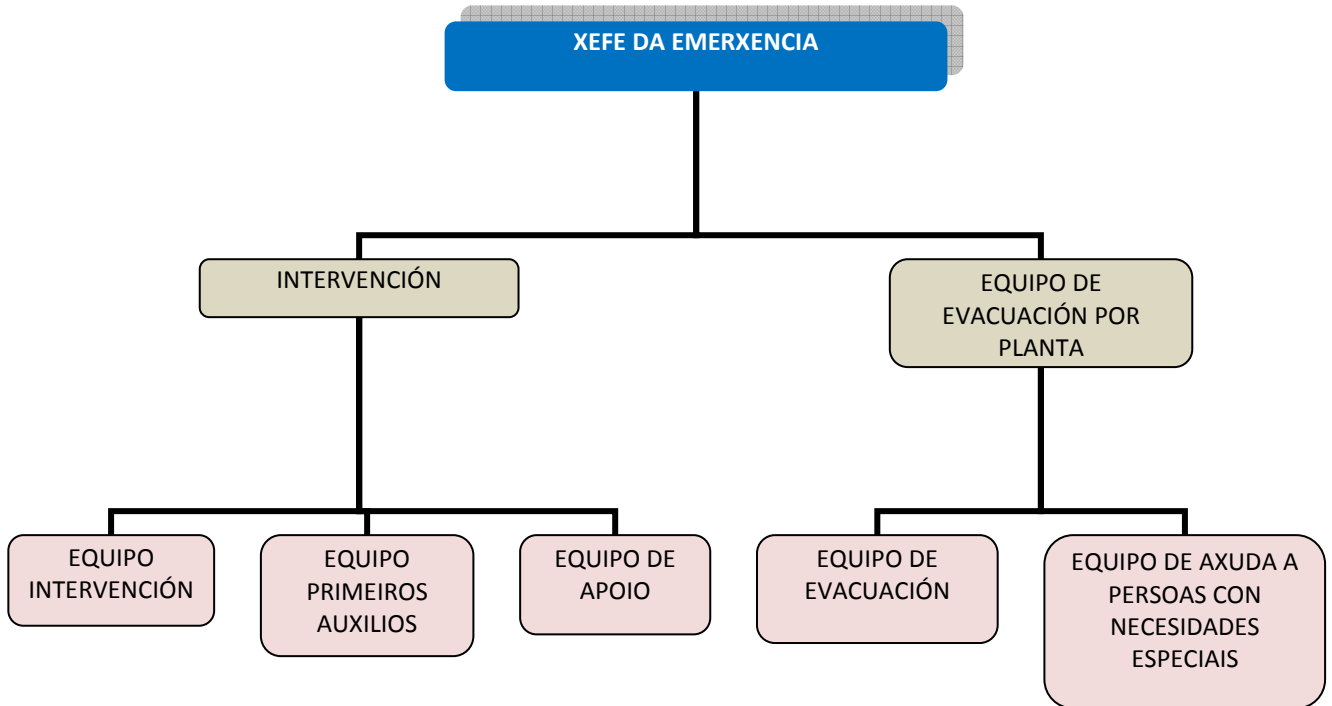 XEFE DA EMERXENCIA
INTERVENCIÓN
EQUIPO DE
EVACUACIÓN POR
PLANTA
EQUIPO
INTERVENCIÓN
EQUIPO
PRIMEIROS
AUXILIOS
EQUIPO DE
APOIO
EQUIPO DE
EVACUACIÓN
EQUIPO DE AXUDA A
PERSOAS CON
NECESIDADES
ESPECIAIS